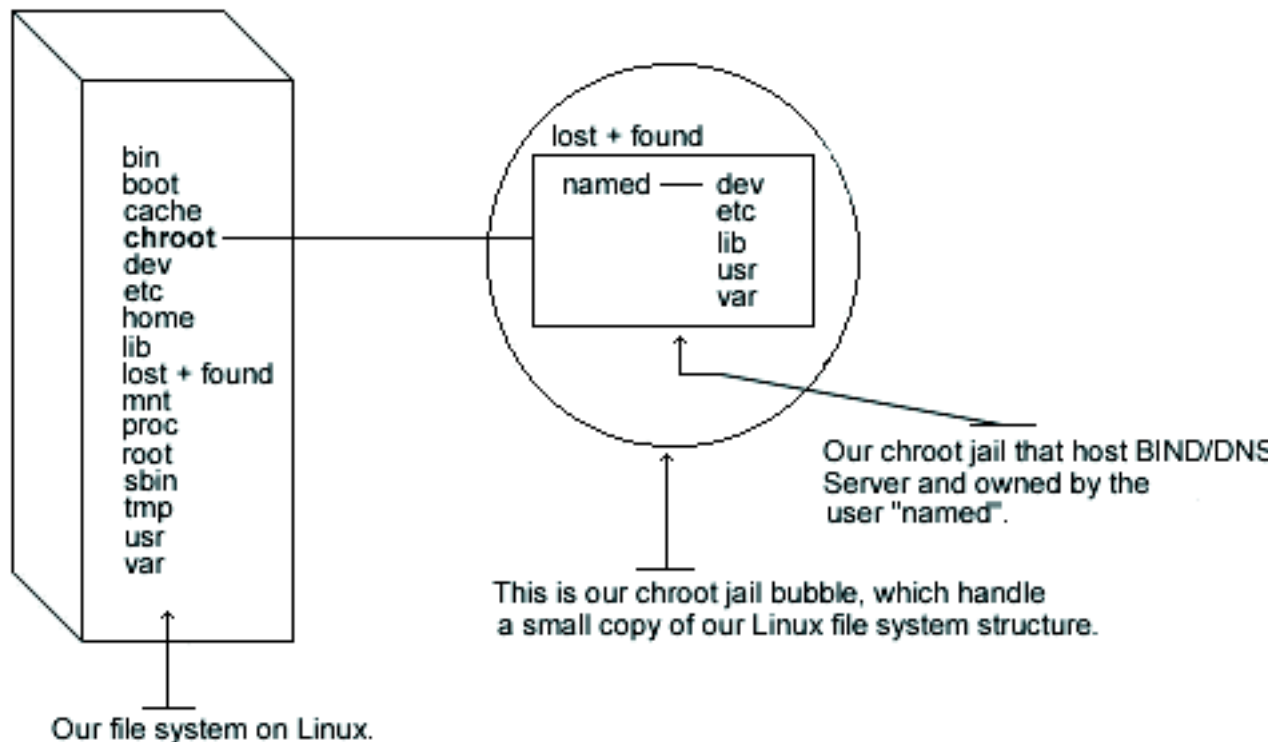 bin
boot
cache
chroot
dev
etc
home
lib
lost + found
mnt
proc
root
sbin
tmp
usr
var
Our file system on Linux.
lost + found
named dev
etc
lib
usr
var
Our chroot jail that host BIND/DNS
Server and owned by the
user "named".
This is our chroot jail bubble, which handle
a small copy of our Linux file system structure.